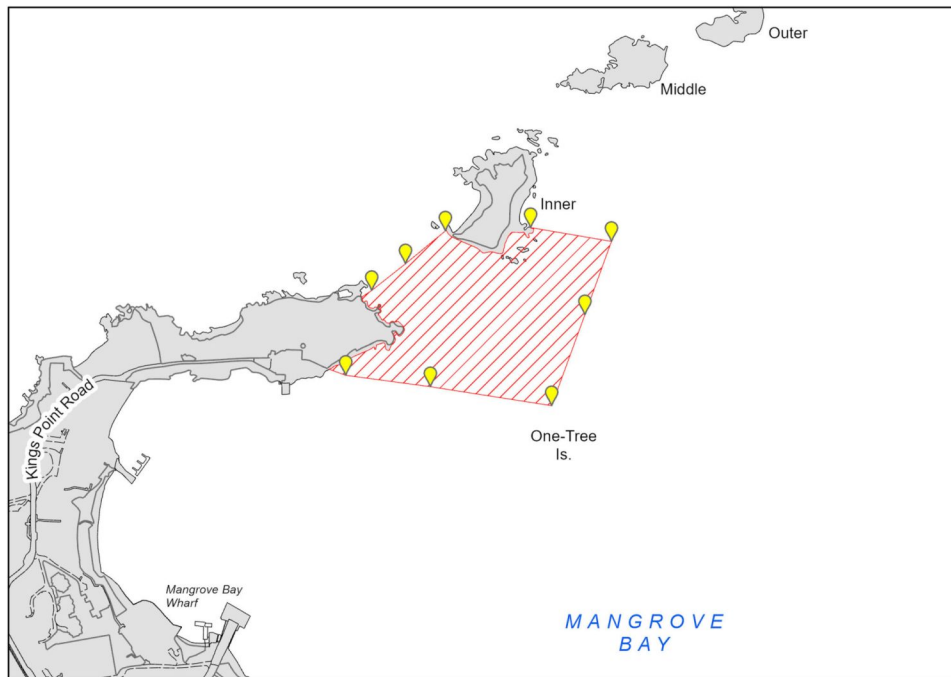 Outer
Middle
Inner
Kings Point Road
One-Tree
Is.
Mangrove Bay
Wharf
MANGROVE
BAY